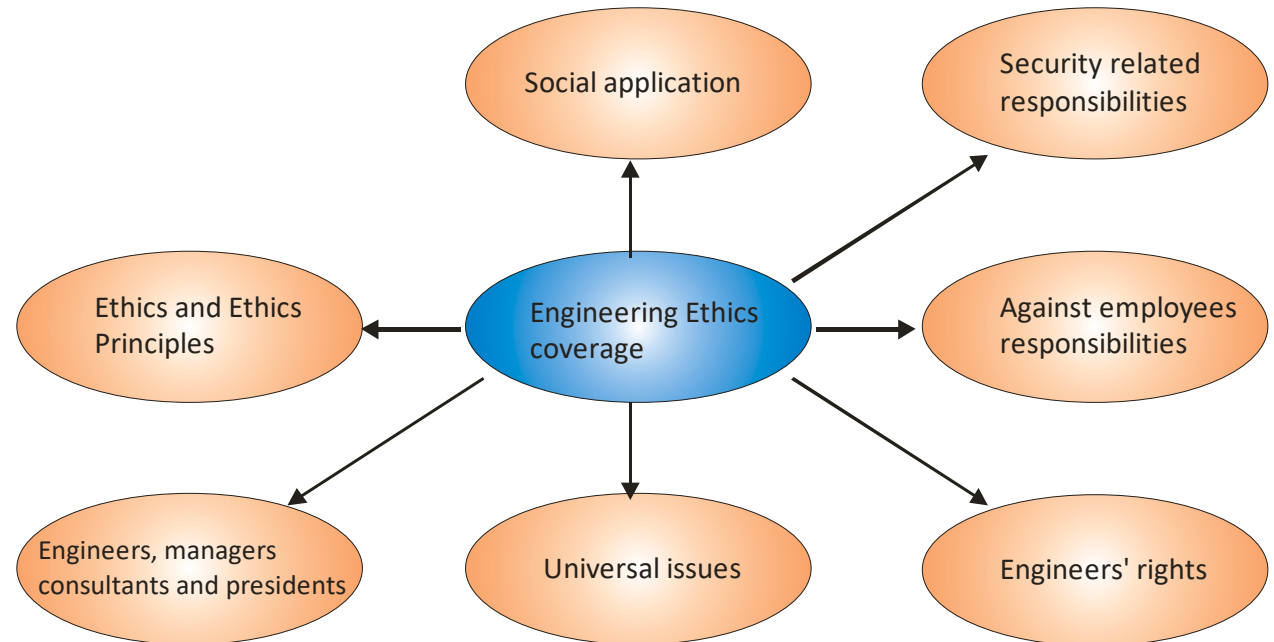 Social application
Security related
responsibilities
Ethics and Ethics
Principles
Engineering Ethics
coverage
Against employees
responsibilities
Engineers, managers
consultants and presidents
Universal issues
Engineers' rights